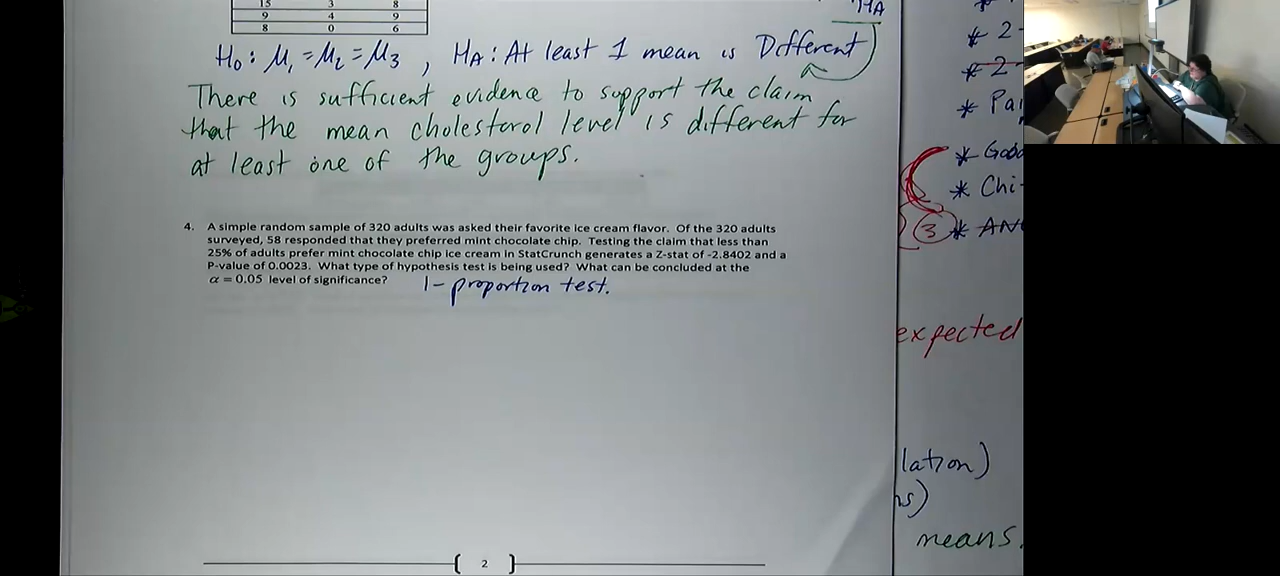 15 3 8
9 4 9
8 0 6
HA
H₀: μ₁ = μ₂ = μ₃ , HA: At least 1 mean is Different
There is sufficient evidence to support the claim
that the mean cholesterol level is different for
at least one of the groups.
4. A simple random sample of 320 adults was asked their favorite ice cream flavor. Of the 320 adults
surveyed, 58 responded that they preferred mint chocolate chip. Testing the claim that less than
25% of adults prefer mint chocolate chip ice cream in StatCrunch generates a Z-stat of -2.8402 and a
P-value of 0.0023. What type of hypothesis test is being used? What can be concluded at the
α = 0.05 level of significance? 1- proportion test.
{ 2 }
* 2-
* 2-
* Pai
* Good
* Chi-
3 * AN
expected
lation)
ns)
means.